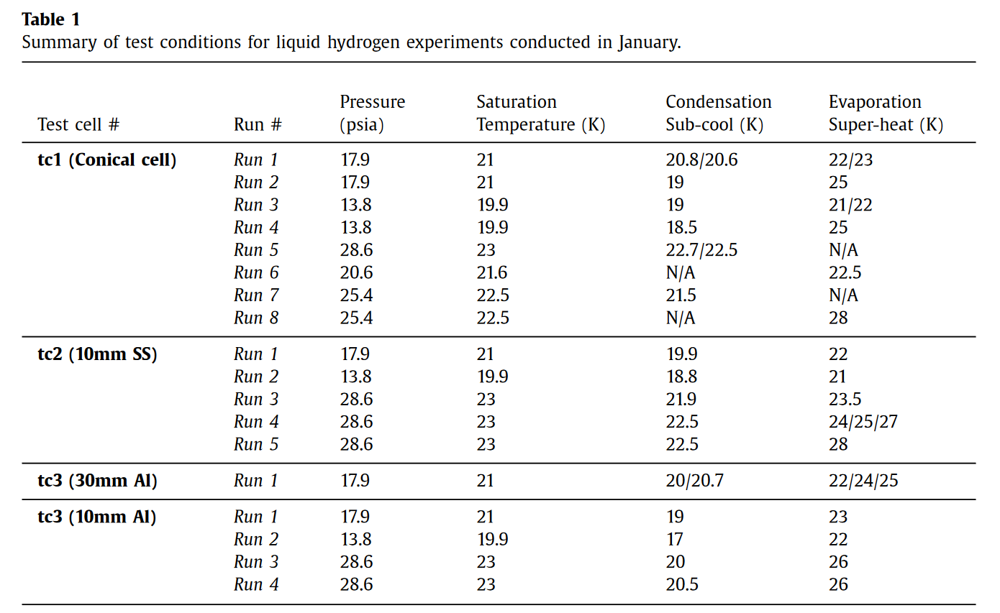 Table 1
Summary of test conditions for liquid hydrogen experiments conducted in January.
Test cell # Run # Pressure (psia) Saturation Temperature (K) Condensation Sub-cool (K) Evaporation Super-heat (K)
tc1 (Conical cell) Run 1 17.9 21 20.8/20.6 22/23
Run 2 17.9 21 19 25
Run 3 13.8 19.9 19 21/22
Run 4 13.8 19.9 18.5 25
Run 5 28.6 23 22.7/22.5 N/A
Run 6 20.6 21.6 N/A 22.5
Run 7 25.4 22.5 21.5 N/A
Run 8 25.4 22.5 N/A 28
tc2 (10mm SS) Run 1 17.9 21 19.9 22
Run 2 13.8 19.9 18.8 21
Run 3 28.6 23 21.9 23.5
Run 4 28.6 23 22.5 24/25/27
Run 5 28.6 23 22.5 28
tc3 (30mm Al) Run 1 17.9 21 20/20.7 22/24/25
tc3 (10mm Al) Run 1 17.9 21 19 23
Run 2 13.8 19.9 17 22
Run 3 28.6 23 20 26
Run 4 28.6 23 20.5 26